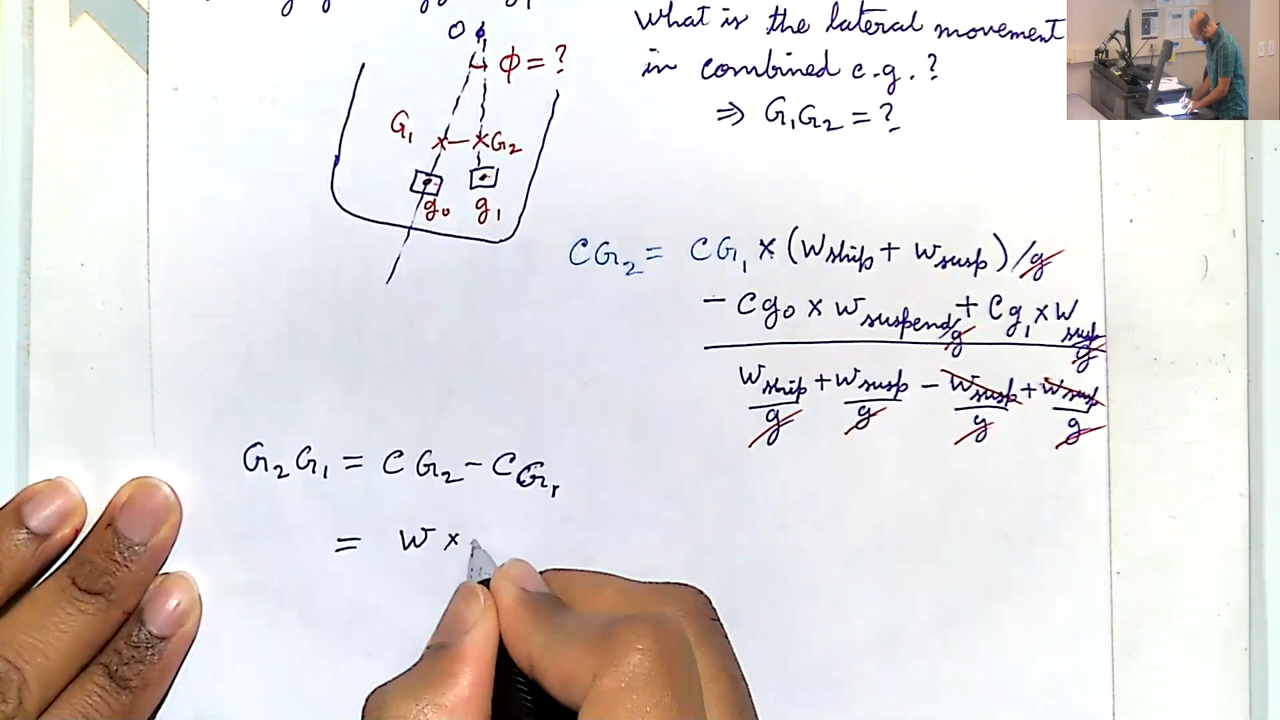 What is the lateral movement
in combined c.g.?
⇒ G₁G₂ = ?
O
φ = ?
G₁ G₂
g₀ g₁
CG₂ = CG₁ × (Wship + Wsusp)/g
- Cg₀ × Wsuspend/g + Cg₁ × Wsusp/g
Wship/g + Wsusp/g - Wsusp/g + Wsusp/g
G₂G₁ = CG₂ - CG₁
= W ×